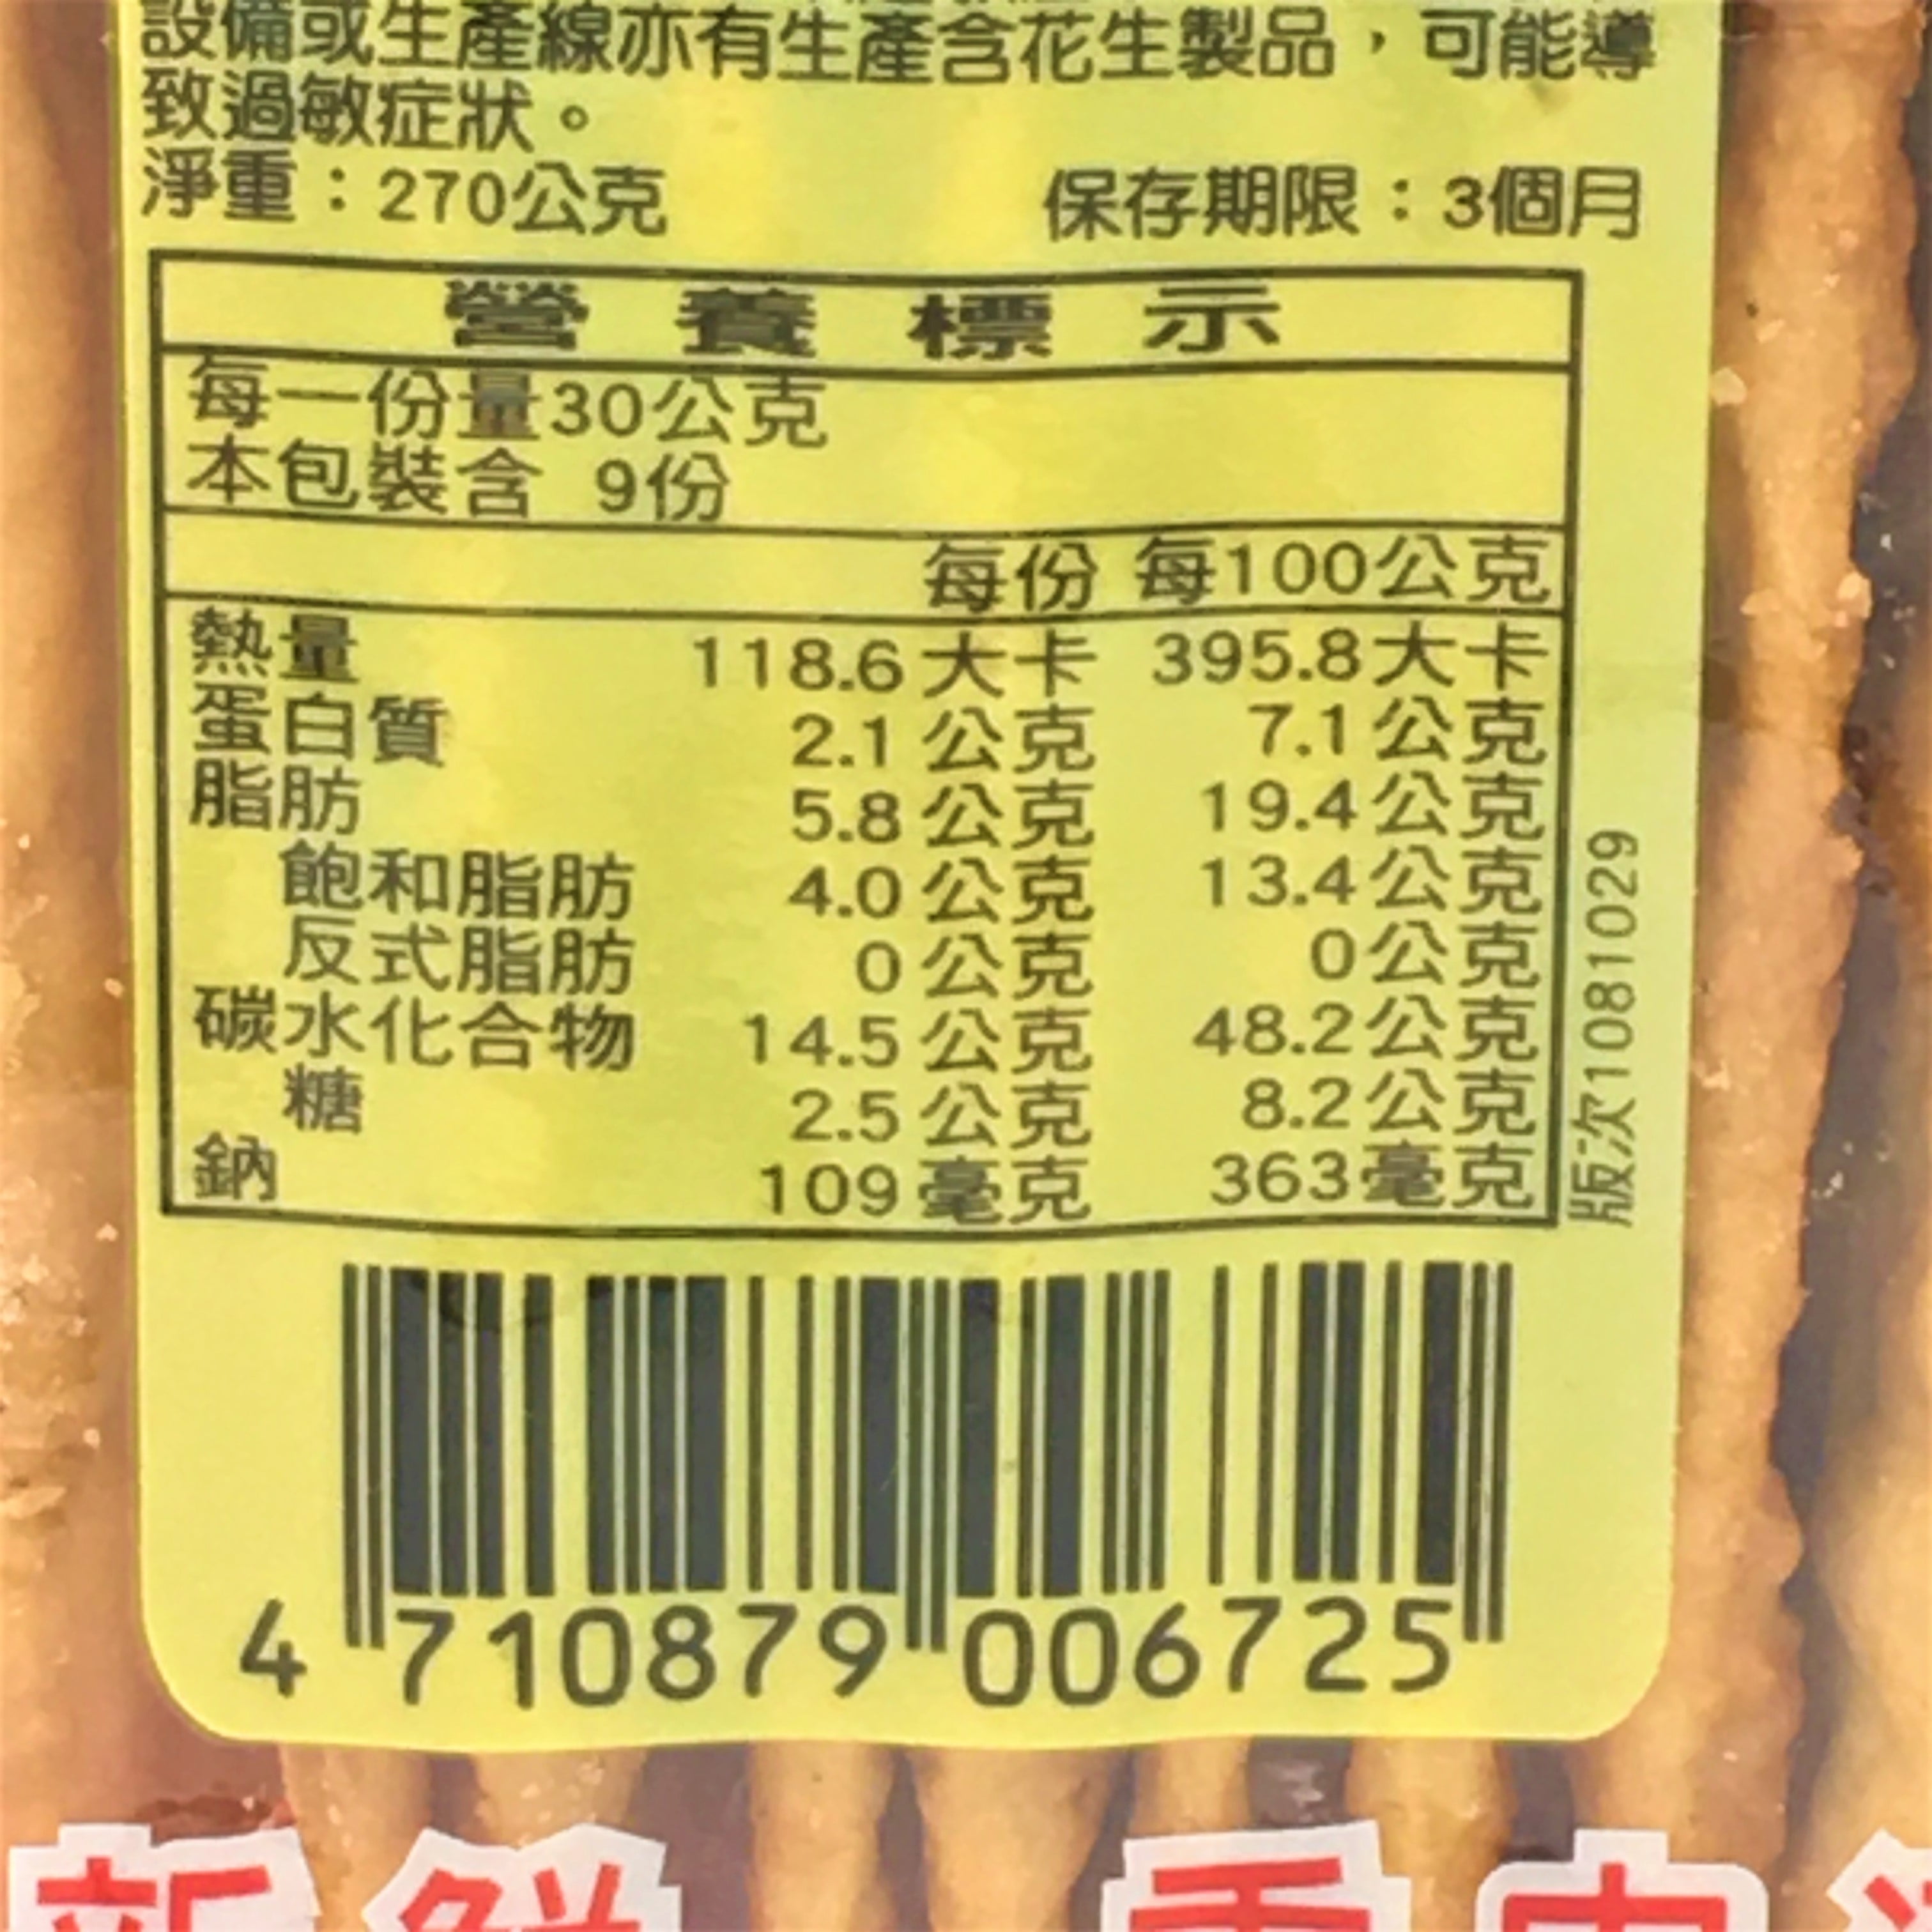 設備或生產線亦有生產含花生製品，可能導
致過敏症狀。
淨重：270公克 保存期限：3個月
營養標示
每一份量30公克
本包裝含 9份
每份 每100公克
熱量 118.6大卡 395.8大卡
蛋白質 2.1公克 7.1公克
脂肪 5.8公克 19.4公克
飽和脂肪 4.0公克 13.4公克
反式脂肪 0公克 0公克
碳水化合物 14.5公克 48.2公克
糖 2.5公克 8.2公克
鈉 109毫克 363毫克
版次1081029
4 710879 006725
新鮮